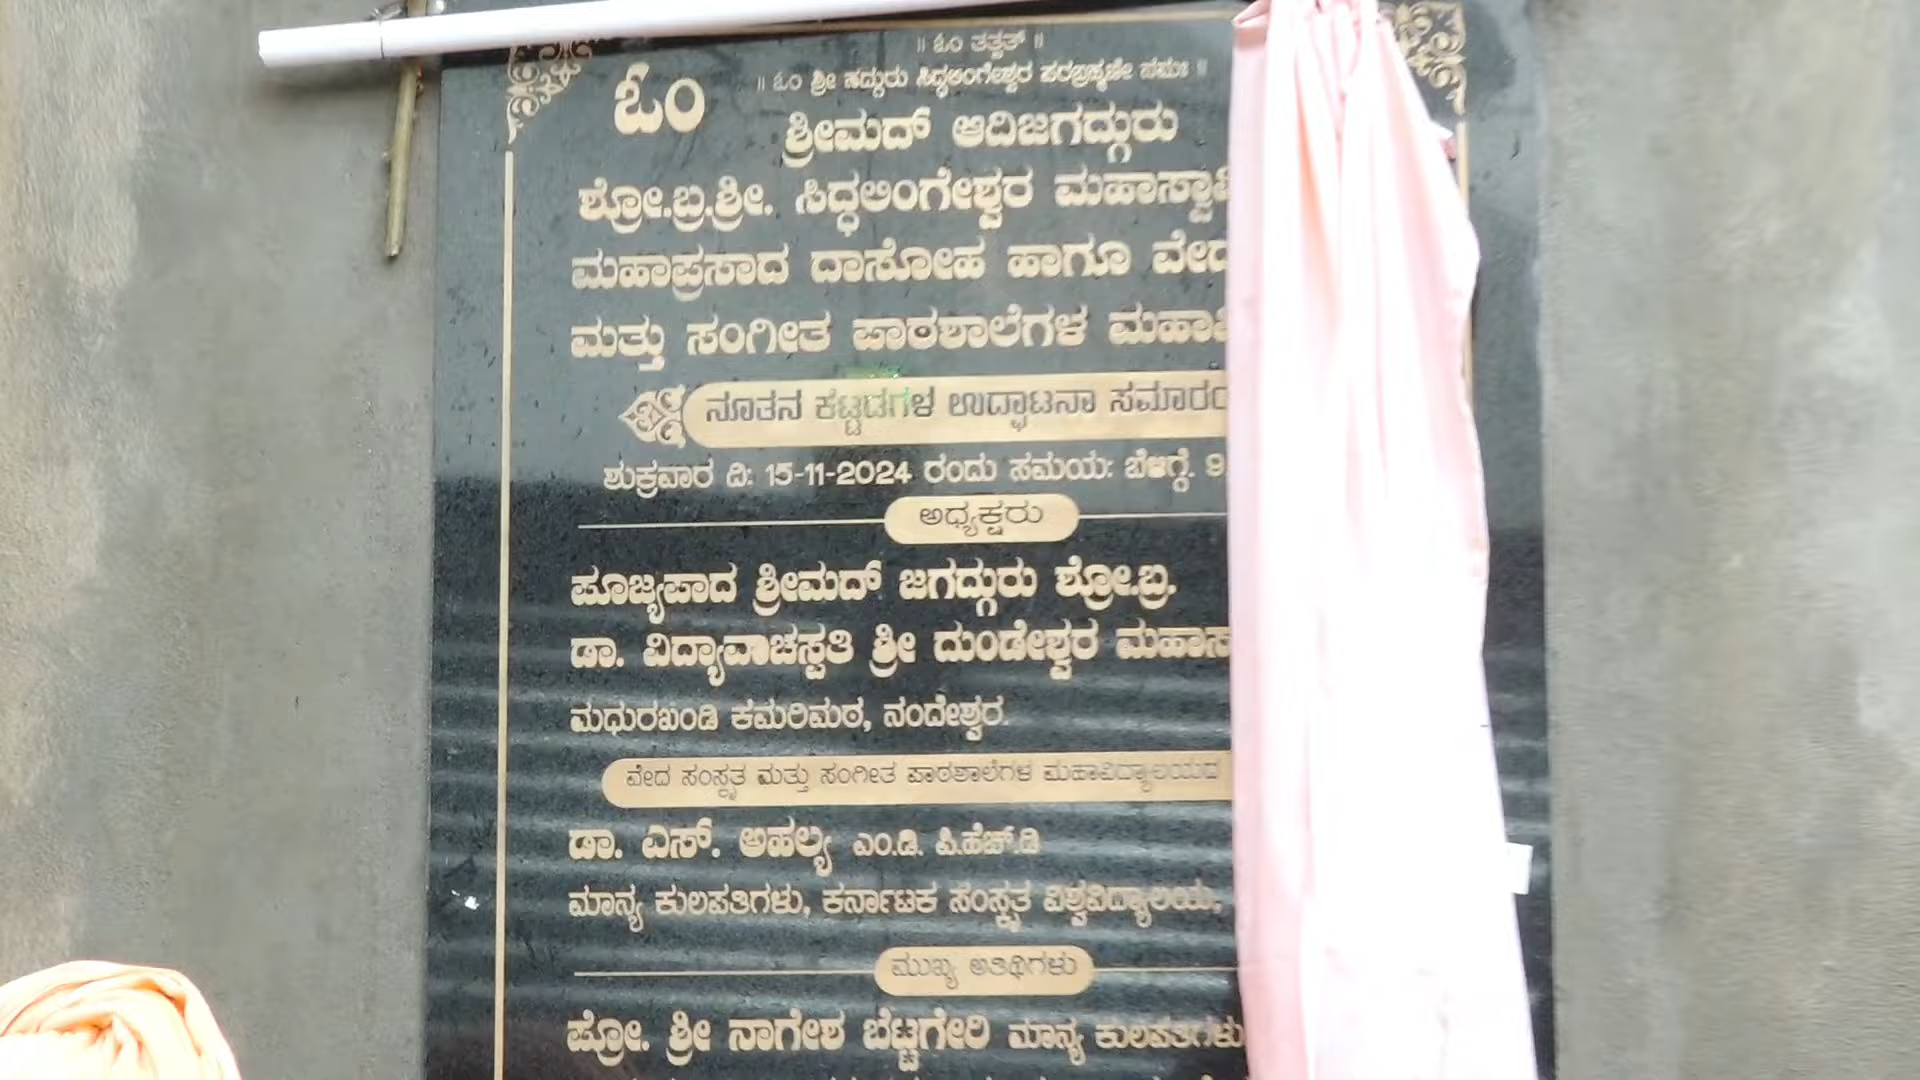 ॥ ಓಂ ತತ್ಸತ್ ॥
॥ ಓಂ ಶ್ರೀ ಸದ್ಗುರು ಸಿದ್ಧಲಿಂಗೇಶ್ವರ ಪರಬ್ರಹ್ಮಣೇ ನಮಃ ॥
ಓಂ
ಶ್ರೀಮದ್ ಆದಿಜಗದ್ಗುರು
ಶ್ರೋ.ಬ್ರ.ಶ್ರೀ. ಸಿದ್ಧಲಿಂಗೇಶ್ವರ
ಮಹಾಪ್ರಸಾದ ದಾಸೋಹ ಹಾಗೂ
ಮತ್ತು ಸಂಗೀತ ಪಾಠಶಾಲೆಗಳ
ನೂತನ ಕಟ್ಟಡಗಳ ಉದ್ಘಾಟನಾ
ಶುಕ್ರವಾರ ದಿ: 15-11-2024 ರಂದು ಸಮಯ: ಬೆಳಿಗ್ಗೆ. 9
ಅಧ್ಯಕ್ಷರು
ಪೂಜ್ಯಪಾದ ಶ್ರೀಮದ್ ಜಗದ್ಗುರು ಶ್ರೋ.ಬ್ರ.
ಡಾ. ವಿದ್ಯಾವಾಚಸ್ಪತಿ ಶ್ರೀ ದುಂಡೇಶ್ವರ
ಮಧುರಖಂಡಿ ಕಮರಿಮಠ, ನಂದೇಶ್ವರ.
ವೇದ ಸಂಸ್ಕೃತ ಮತ್ತು ಸಂಗೀತ ಪಾಠಶಾಲೆಗಳ ಮಹಾವಿದ್ಯಾಲಯದ
ಡಾ. ಎಸ್. ಅಹಲ್ಯ ಎಂ.ಡಿ. ಪಿ.ಹೆಚ್.ಡಿ
ಮಾನ್ಯ ಕುಲಪತಿಗಳು, ಕರ್ನಾಟಕ ಸಂಸ್ಕೃತ ವಿಶ್ವವಿದ್ಯಾಲಯ,
ಮುಖ್ಯ ಅತಿಥಿಗಳು
ಪ್ರೋ. ಶ್ರೀ ನಾಗೇಶ ಬೆಟ್ಟಗೇರಿ ಮಾನ್ಯ ಕುಲಪತಿಗಳು